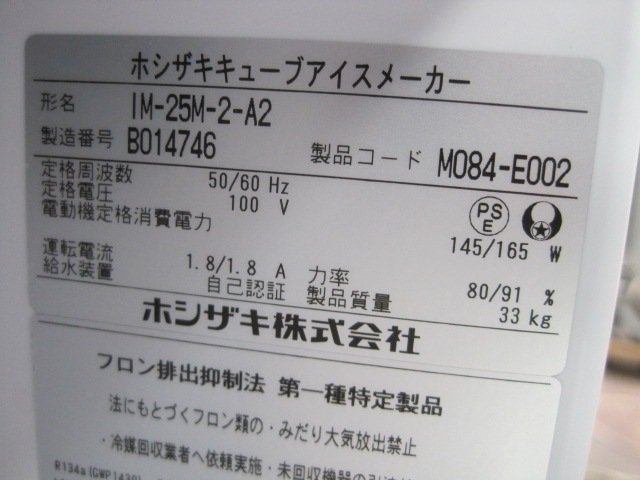 ホシザキキューブアイスメーカー
形名 IM-25M-2-A2
製造番号 B014746 製品コード M084-E002
定格周波数 50/60 Hz
定格電圧 100 V
PS E
電動機定格消費電力 145/165 W
運転電流 1.8/1.8 A 力率 80/91 %
給水装置 自己認証 製品質量 33 kg
ホシザキ株式会社
フロン排出抑制法 第一種特定製品
法にもとづくフロン類の・みだり大気放出禁止
・冷媒回収業者へ依頼実施・未回収機器の
R134a (GWP1430)